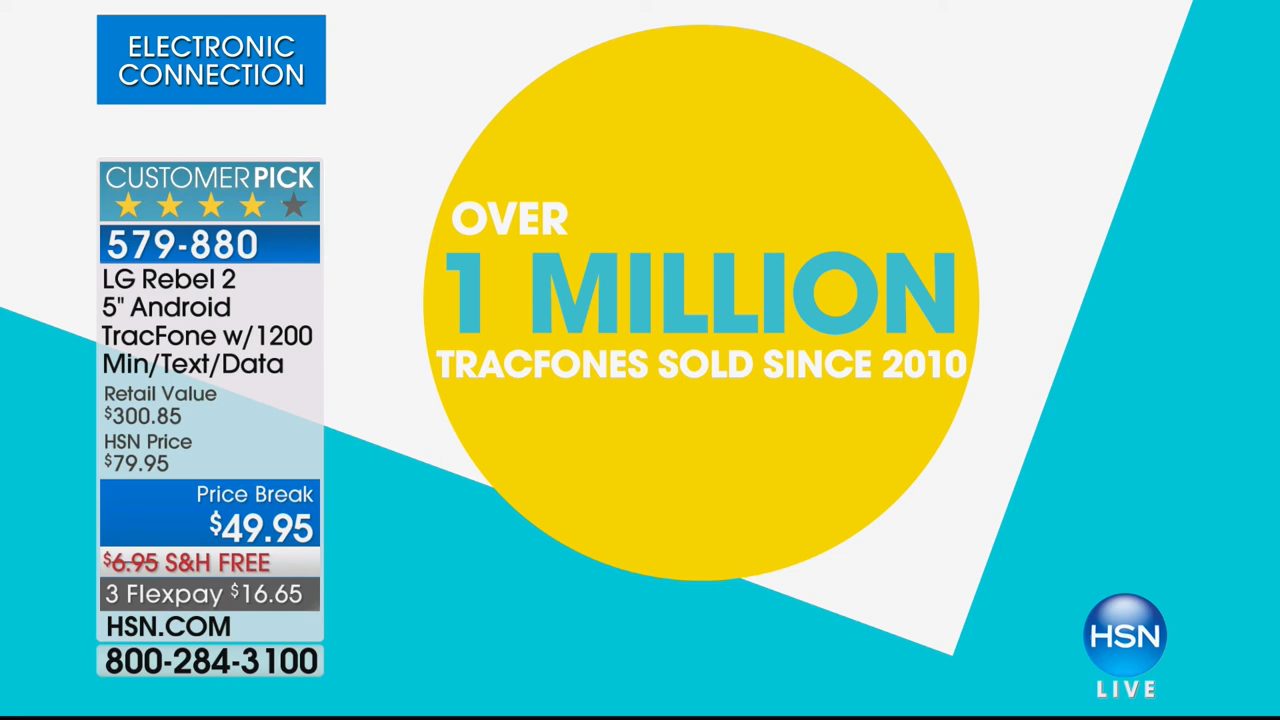 ELECTRONIC
CONNECTION
CUSTOMERPICK
579-880
LG Rebel 2
5" Android
TracFone w/1200
Min/Text/Data
Retail Value
$300.85
HSN Price
$79.95
Price Break
$49.95
$6.95 S&H FREE
3 Flexpay $16.65
HSN.COM
800-284-3100
OVER
1 MILLION
TRACFONES SOLD SINCE 2010
HSN
LIVE